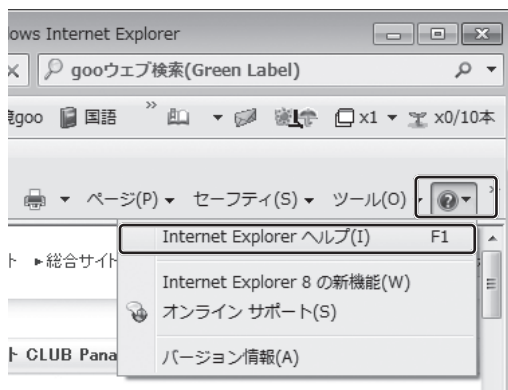 ows Internet Explorer
gooウェブ検索(Green Label)
goo 国語 » x1 x0/10本
ページ(P) セーフティ(S) ツール(O)
Internet Explorer ヘルプ(I) F1
ト ▶総合サイト
Internet Explorer 8 の新機能(W)
オンライン サポート(S)
ト CLUB Pana
バージョン情報(A)